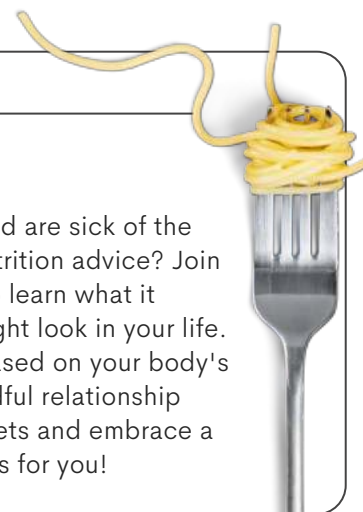 d are sick of the
trition advice? Join
learn what it
ght look in your life.
ased on your body's
lful relationship
ets and embrace a
s for you!